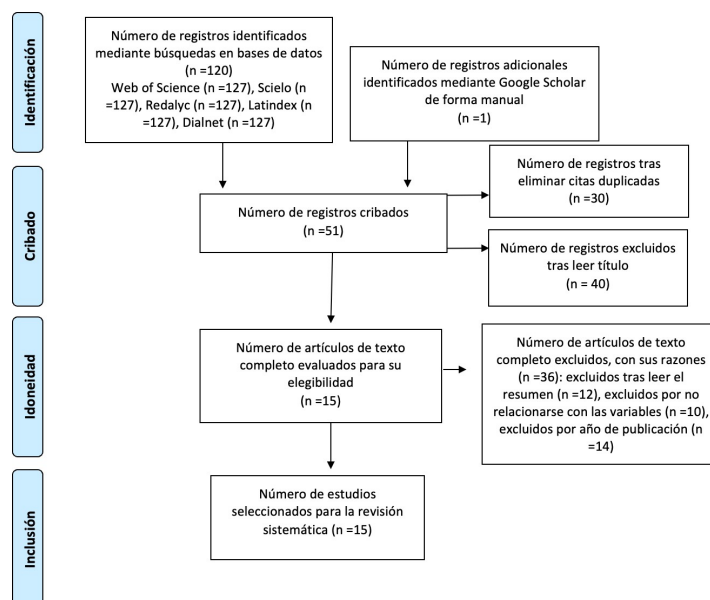 Identificación
Número de registros identificados
mediante búsquedas en bases de datos
(n =120)
Web of Science (n =127), Scielo (n
=127), Redalyc (n =127), Latindex (n
=127), Dialnet (n =127)
Número de registros adicionales
identificados mediante Google Scholar
de forma manual
(n =1)
Cribado
Número de registros cribados
(n =51)
Número de registros tras
eliminar citas duplicadas
(n =30)
Número de registros excluidos
tras leer título
(n = 40)
Idoneidad
Número de artículos de texto
completo evaluados para su
elegibilidad
(n =15)
Número de artículos de texto
completo excluidos, con sus razones
(n =36): excluidos tras leer el
resumen (n =12), excluidos por no
relacionarse con las variables (n =10),
excluidos por año de publicación (n
=14)
Inclusión
Número de estudios
seleccionados para la revisión
sistemática (n =15)